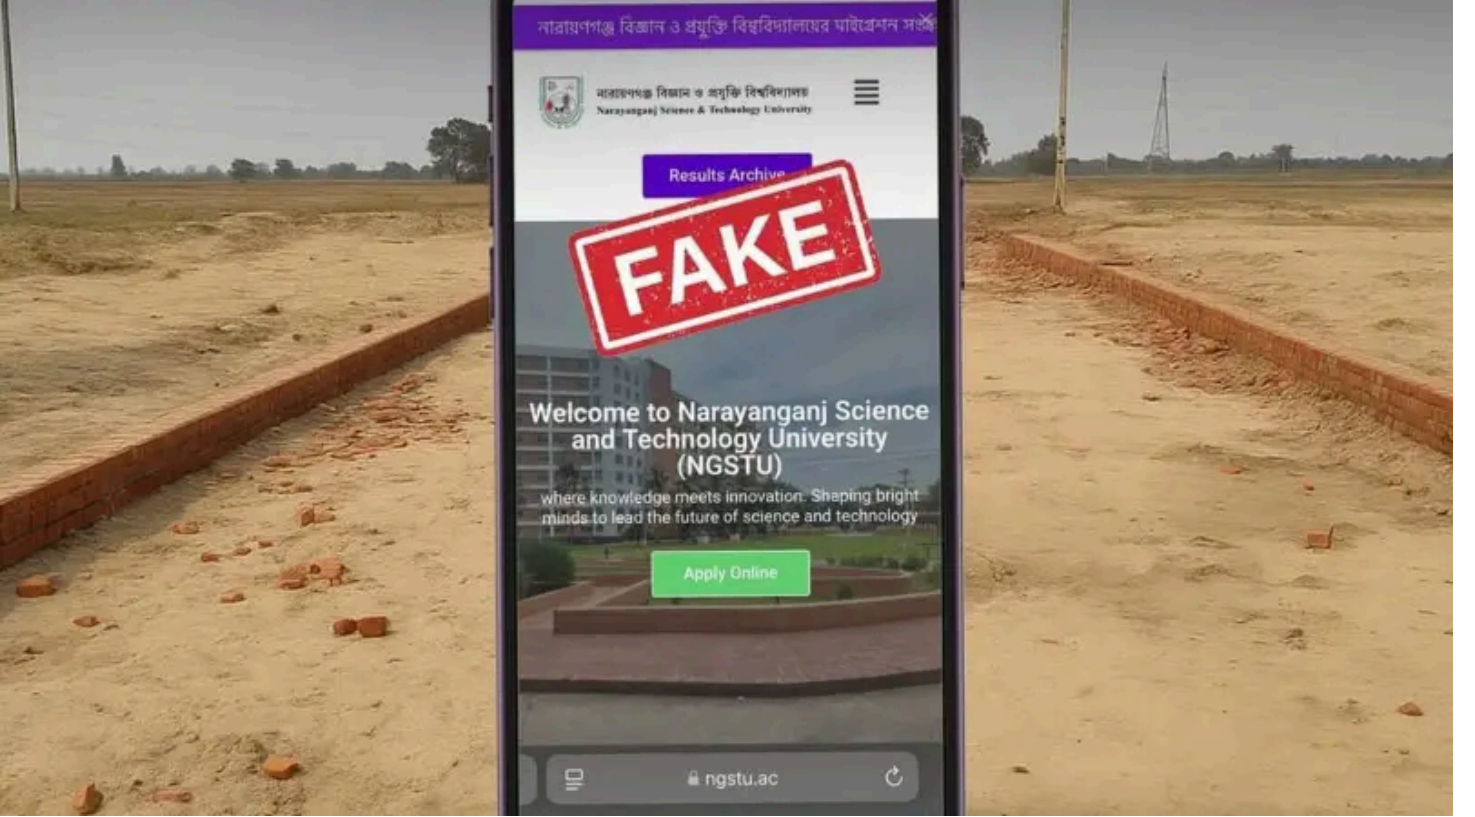 নারায়ণগঞ্জ বিজ্ঞান ও প্রযুক্তি বিশ্ববিদ্যালয়ের মাইগ্রেশন
নারায়ণগঞ্জ বিজ্ঞান ও প্রযুক্তি বিশ্ববিদ্যালয়
Narayanganj Science & Technology University
Results Archive
FAKE
Welcome to Narayanganj Science
and Technology University
(NGSTU)
where knowledge meets innovation. Shaping bright
minds to lead the future of science and technology
Apply Online
ngstu.ac